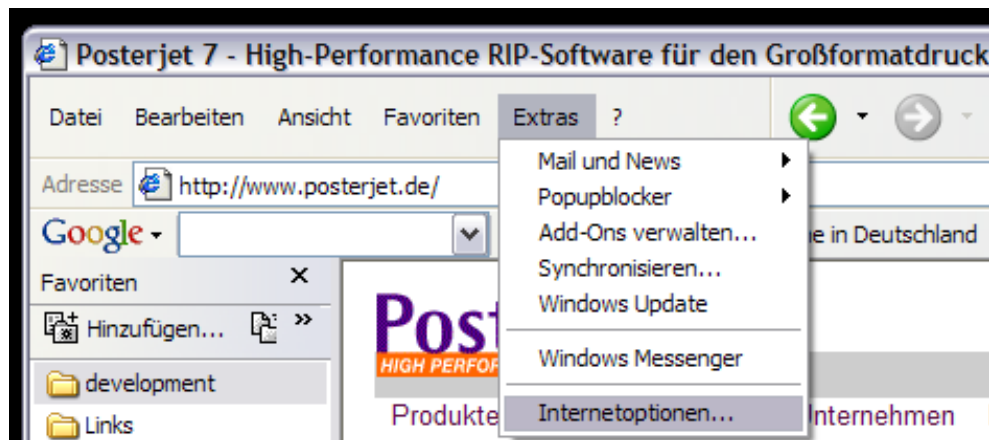 Posterjet 7 - High-Performance RIP-Software für den Großformatdruck
Datei Bearbeiten Ansicht Favoriten Extras ?
Adresse http://www.posterjet.de/
Google
Mail und News
Popupblocker
Add-Ons verwalten...
Synchronisieren...
Windows Update
Windows Messenger
Internetoptionen...
in Deutschland
Favoriten
Hinzufügen...
development
Links
Post
HIGH PERFOR
Produkte
Unternehmen